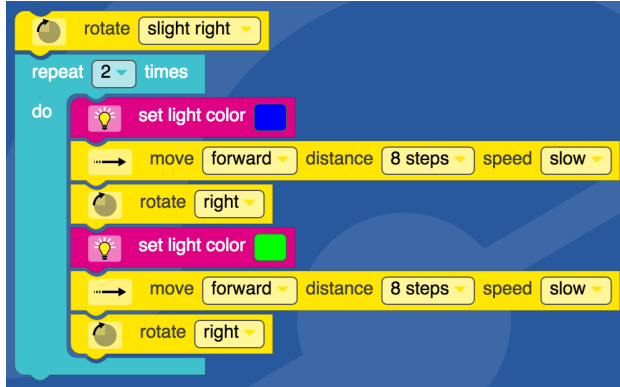 rotate slight right
repeat 2 times
do
set light color
move forward distance 8 steps speed slow
rotate right
set light color
move forward distance 8 steps speed slow
rotate right